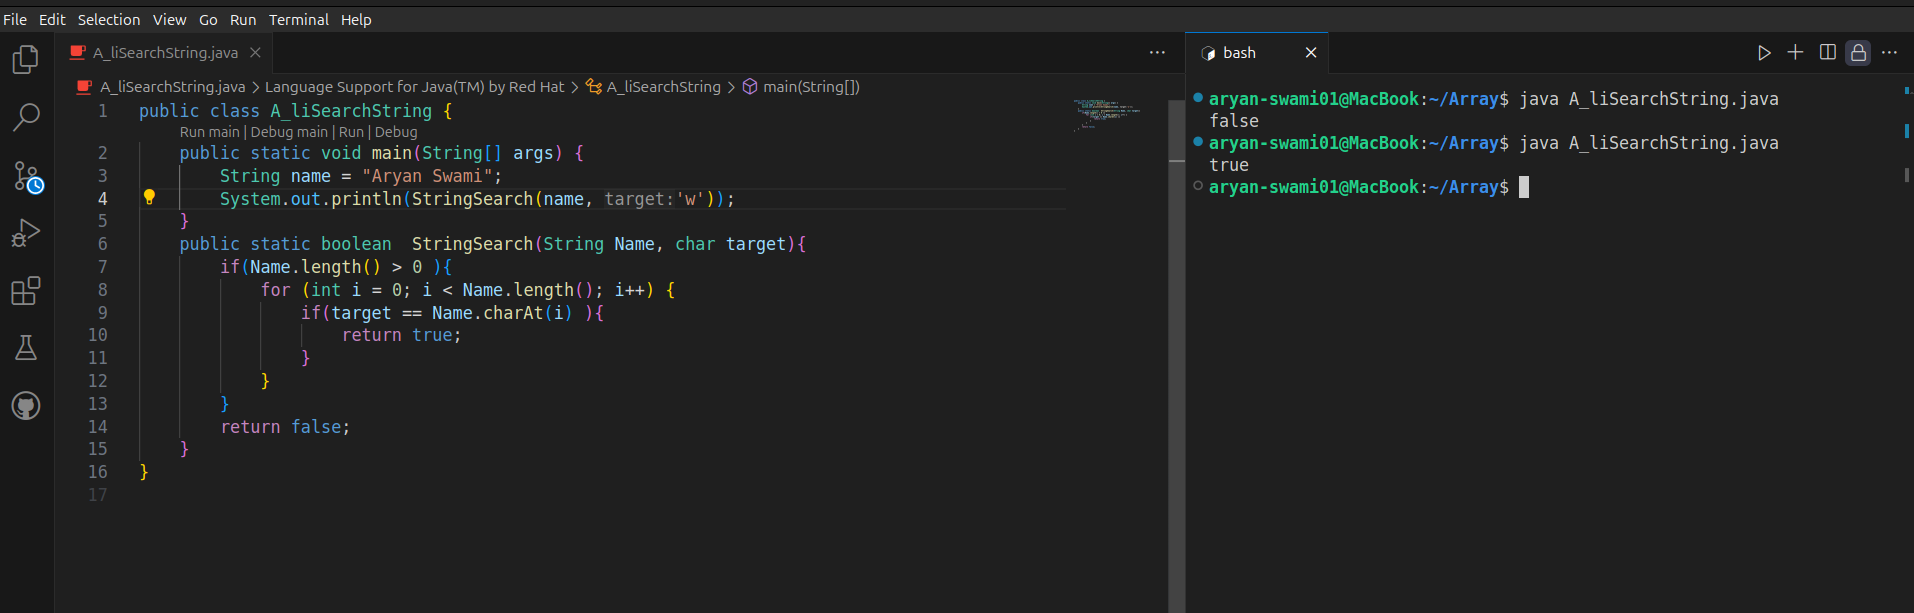 File Edit Selection View Go Run Terminal Help
A_liSearchString.java
A_liSearchString.java > Language Support for Java(TM) by Red Hat > A_liSearchString > main(String[])
1 public class A_liSearchString {
Run main | Debug main | Run | Debug
2 public static void main(String[] args) {
3 String name = "Aryan Swami";
4 System.out.println(StringSearch(name, target:'w'));
5 }
6 public static boolean  StringSearch(String Name, char target){
7 if(Name.length() > 0 ){
8 for (int i = 0; i < Name.length(); i++) {
9 if(target == Name.charAt(i) ){
10 return true;
11 }
12 }
13 }
14 return false;
15 }
16 }
17
bash
aryan-swami01@MacBook:~/Array$ java A_liSearchString.java
false
aryan-swami01@MacBook:~/Array$ java A_liSearchString.java
true
aryan-swami01@MacBook:~/Array$